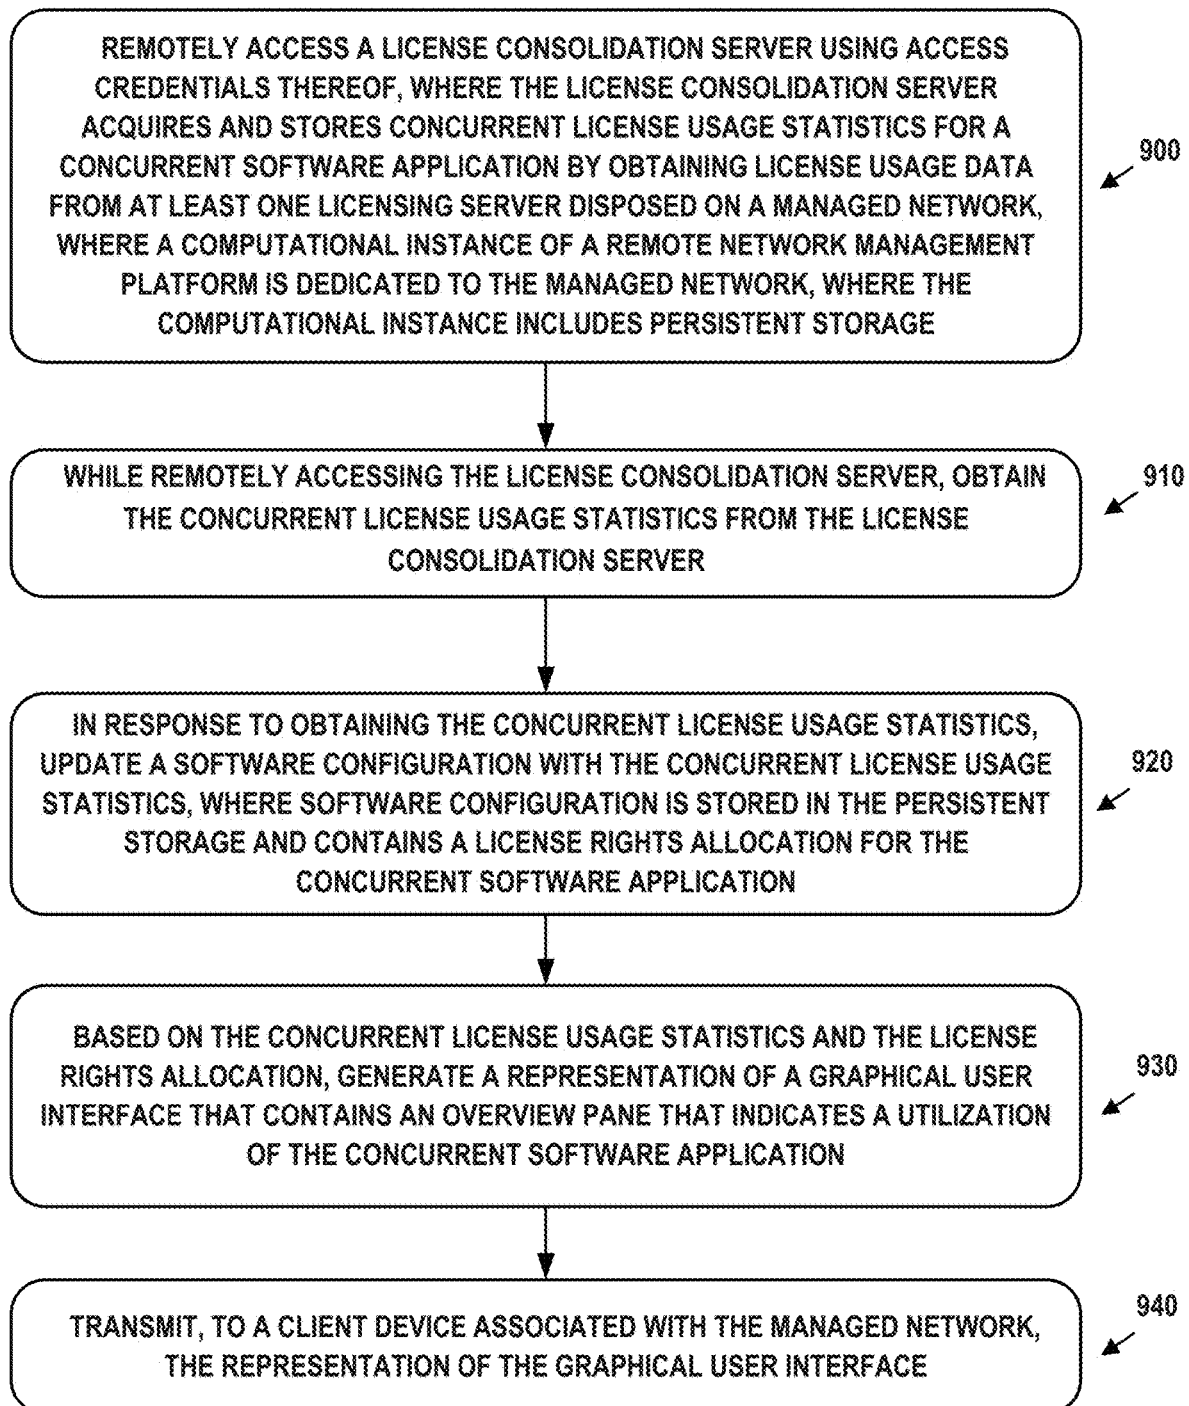 REMOTELY ACCESS A LICENSE CONSOLIDATION SERVER USING ACCESS
CREDENTIALS THEREOF, WHERE THE LICENSE CONSOLIDATION SERVER
ACQUIRES AND STORES CONCURRENT LICENSE USAGE STATISTICS FOR A
CONCURRENT SOFTWARE APPLICATION BY OBTAINING LICENSE USAGE DATA
FROM AT LEAST ONE LICENSING SERVER DISPOSED ON A MANAGED NETWORK,
WHERE A COMPUTATIONAL INSTANCE OF A REMOTE NETWORK MANAGEMENT
PLATFORM IS DEDICATED TO THE MANAGED NETWORK, WHERE THE
COMPUTATIONAL INSTANCE INCLUDES PERSISTENT STORAGE
900
WHILE REMOTELY ACCESSING THE LICENSE CONSOLIDATION SERVER, OBTAIN
THE CONCURRENT LICENSE USAGE STATISTICS FROM THE LICENSE
CONSOLIDATION SERVER
910
IN RESPONSE TO OBTAINING THE CONCURRENT LICENSE USAGE STATISTICS,
UPDATE A SOFTWARE CONFIGURATION WITH THE CONCURRENT LICENSE USAGE
STATISTICS, WHERE SOFTWARE CONFIGURATION IS STORED IN THE PERSISTENT
STORAGE AND CONTAINS A LICENSE RIGHTS ALLOCATION FOR THE
CONCURRENT SOFTWARE APPLICATION
920
BASED ON THE CONCURRENT LICENSE USAGE STATISTICS AND THE LICENSE
RIGHTS ALLOCATION, GENERATE A REPRESENTATION OF A GRAPHICAL USER
INTERFACE THAT CONTAINS AN OVERVIEW PANE THAT INDICATES A UTILIZATION
OF THE CONCURRENT SOFTWARE APPLICATION
930
TRANSMIT, TO A CLIENT DEVICE ASSOCIATED WITH THE MANAGED NETWORK,
THE REPRESENTATION OF THE GRAPHICAL USER INTERFACE
940